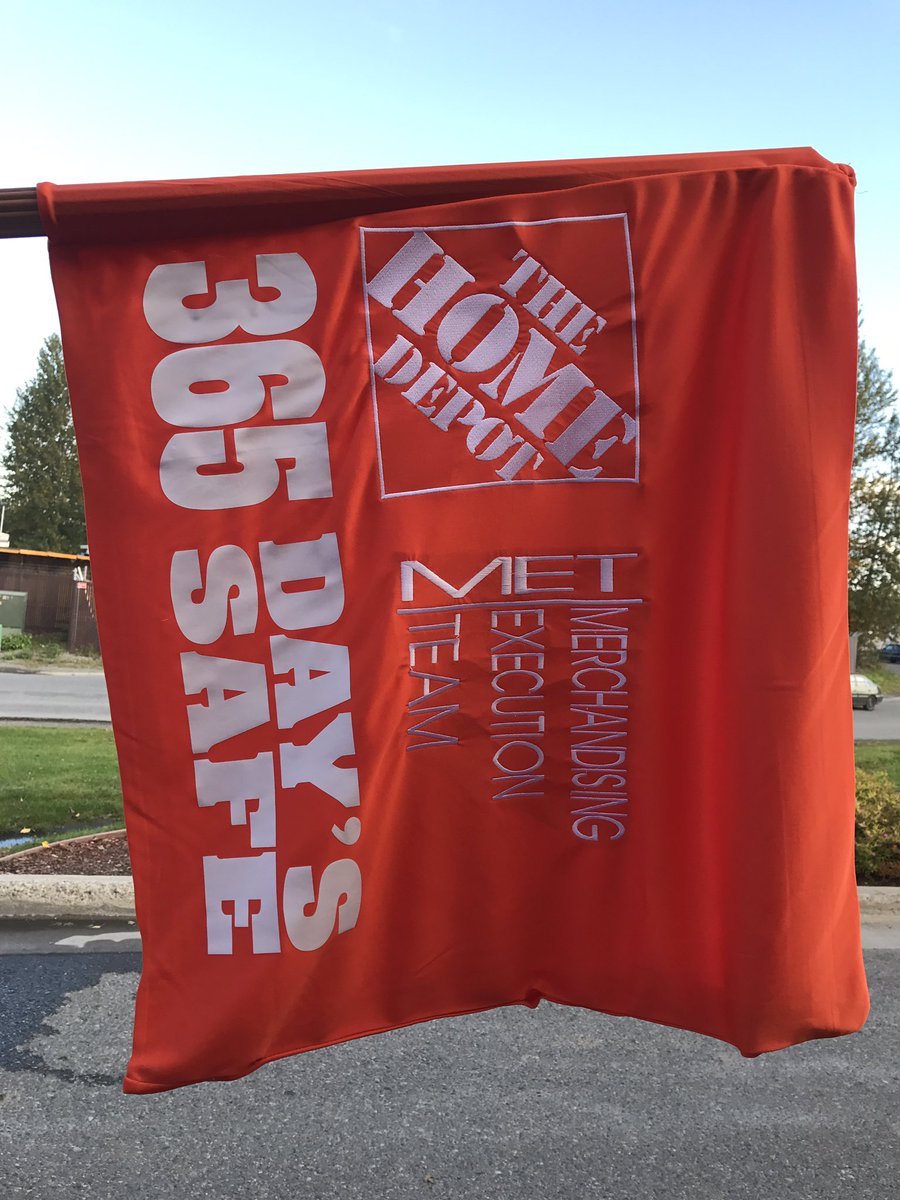 THE
HOME
DEPOT
MET
MERCHANDISING
EXECUTION
TEAM
365 DAY'S
SAFE